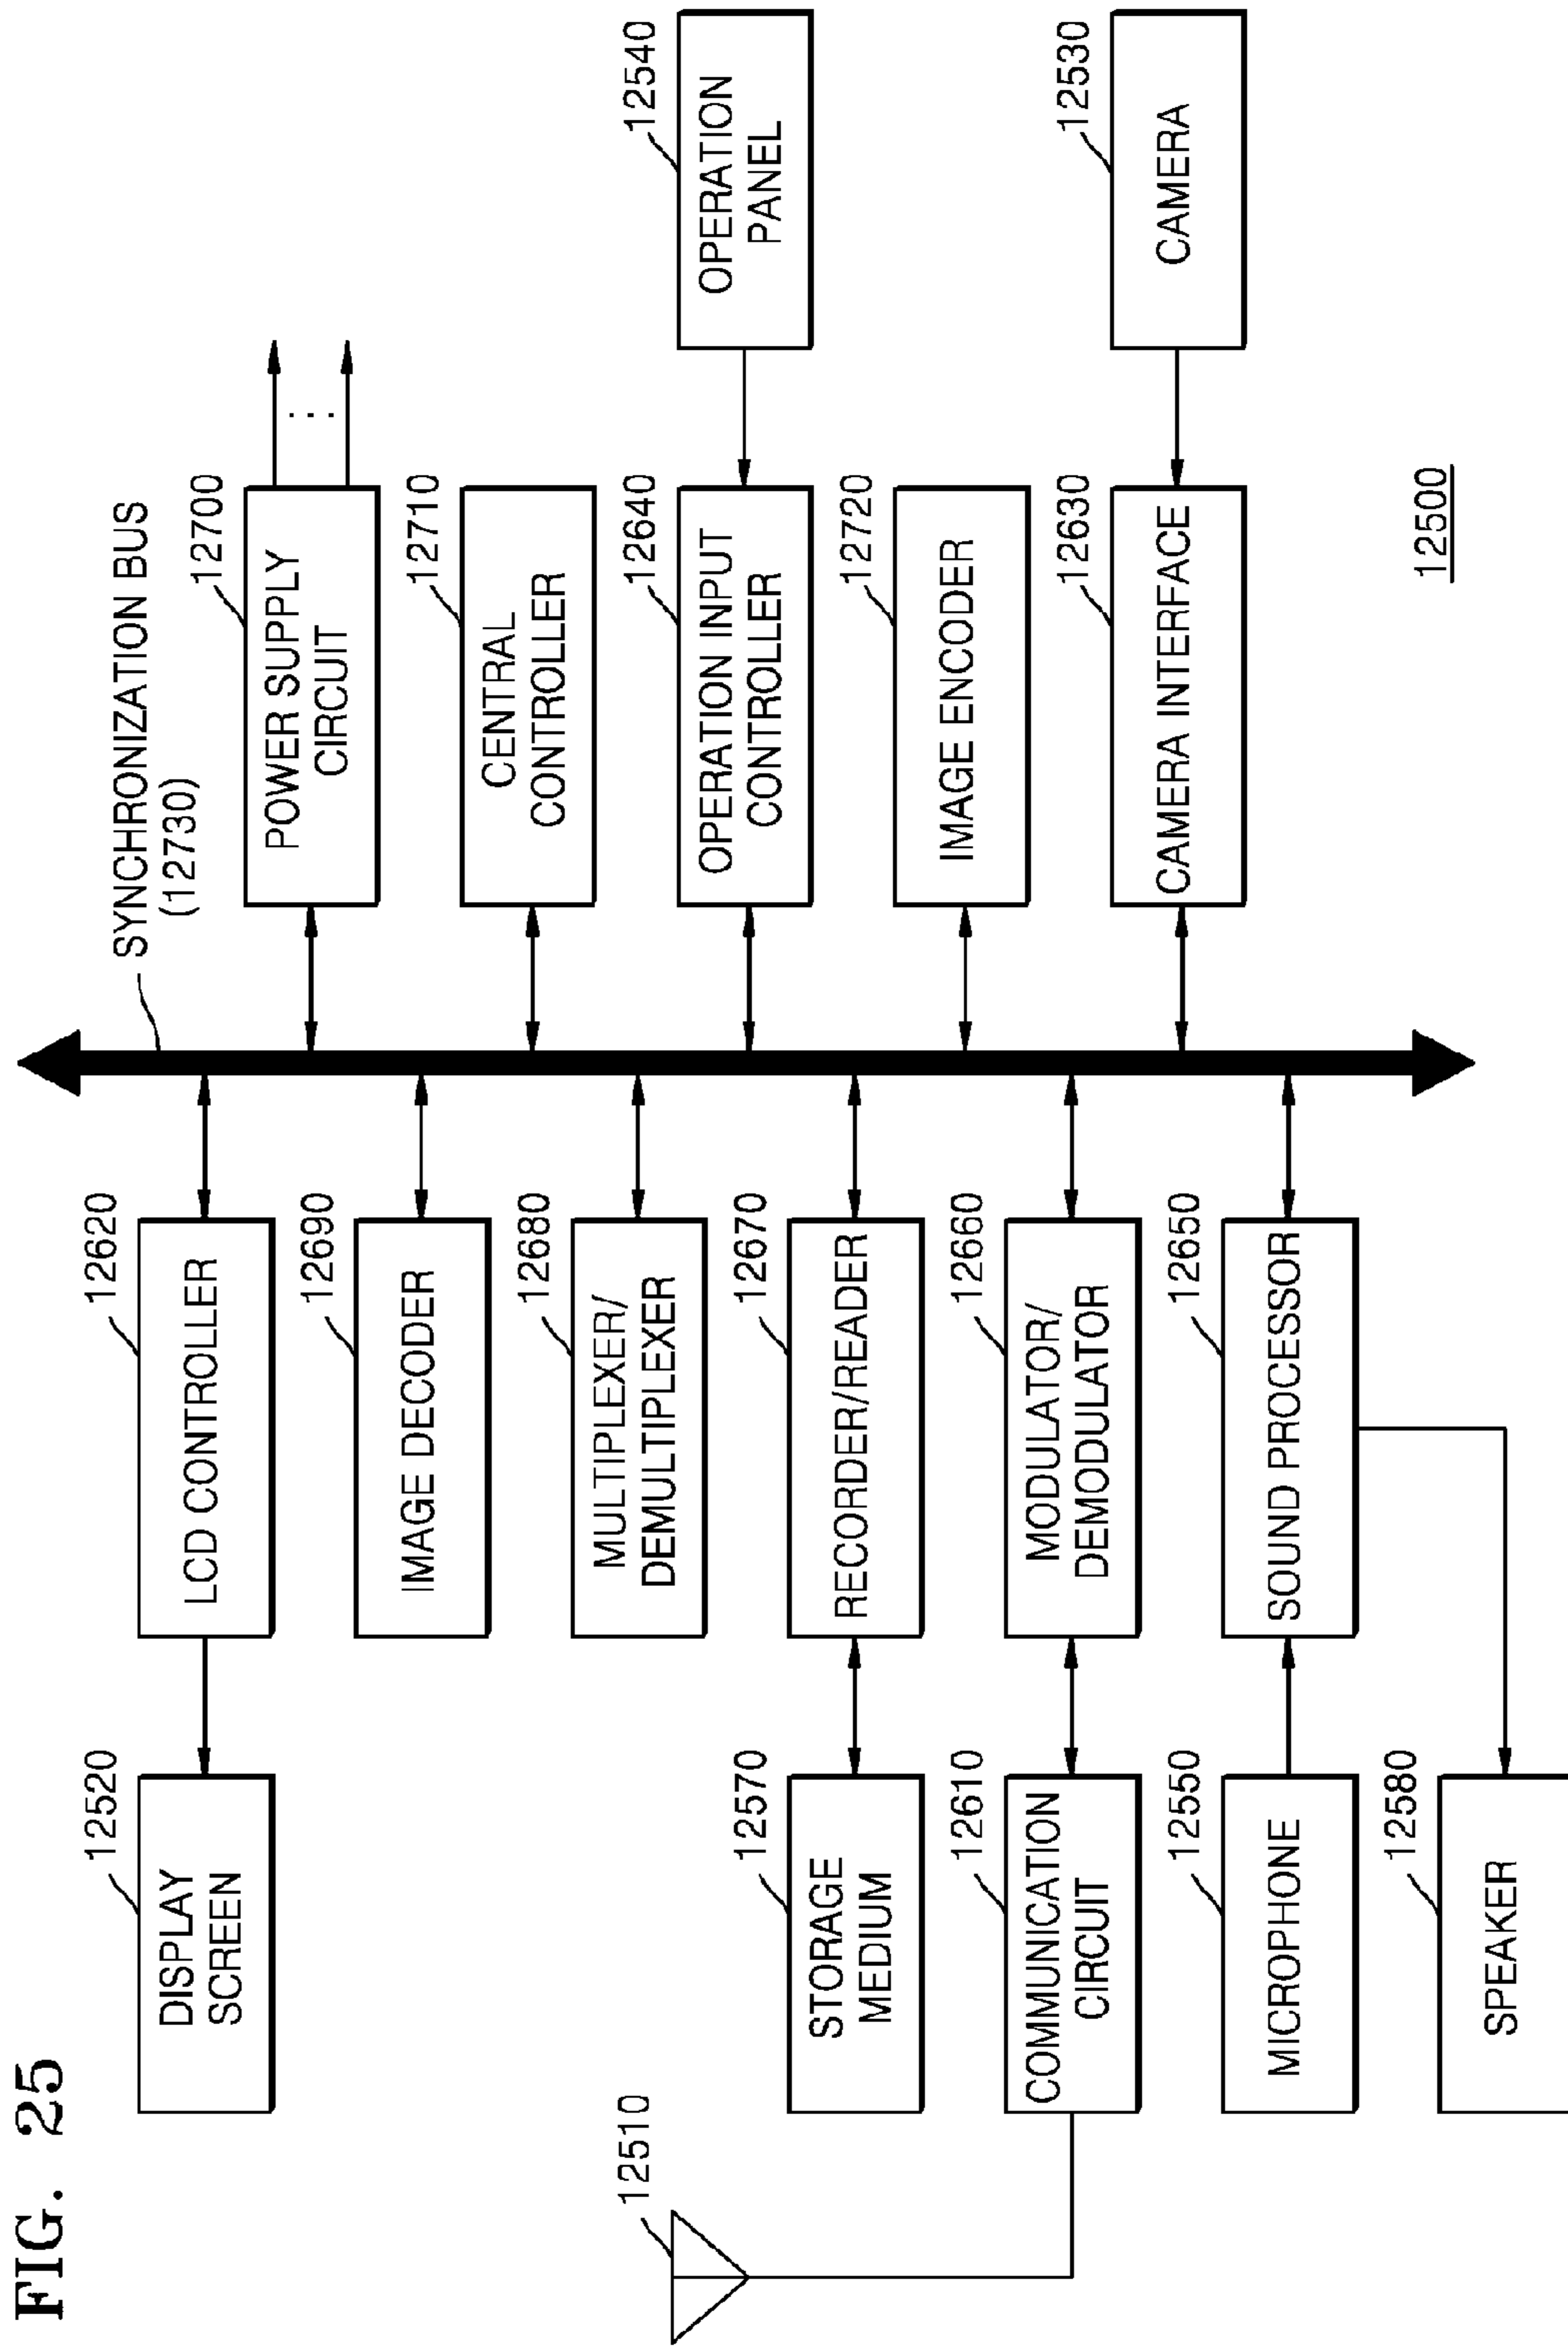 FIG. 25
SYNCHRONIZATION BUS
(12730)
12520
DISPLAY
SCREEN
12620
LCD CONTROLLER
12700
POWER SUPPLY
CIRCUIT
12690
IMAGE DECODER
12710
CENTRAL
CONTROLLER
12680
MULTIPLEXER/
DEMULTIPLEXER
12640
OPERATION INPUT
CONTROLLER
12540
OPERATION
PANEL
12510
12570
STORAGE
MEDIUM
12670
RECORDER/READER
12720
IMAGE ENCODER
12610
COMMUNICATION
CIRCUIT
12660
MODULATOR/
DEMODULATOR
12630
CAMERA INTERFACE
12530
CAMERA
12550
MICROPHONE
12650
SOUND PROCESSOR
12580
SPEAKER
12500